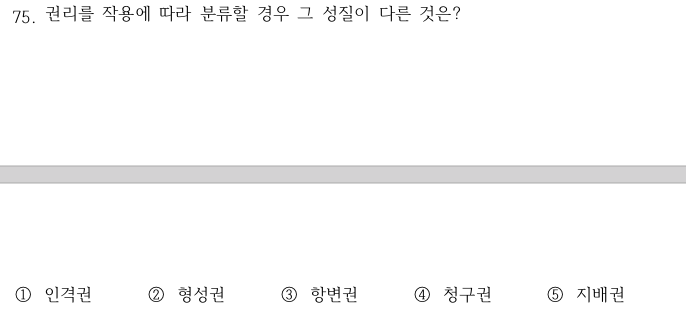 75. 권리를 작용에 따라 분류할 경우 그 성질이 다른 것은?
① 인격권 ② 형성권 ③ 항변권 ④ 청구권 ⑤ 지배권